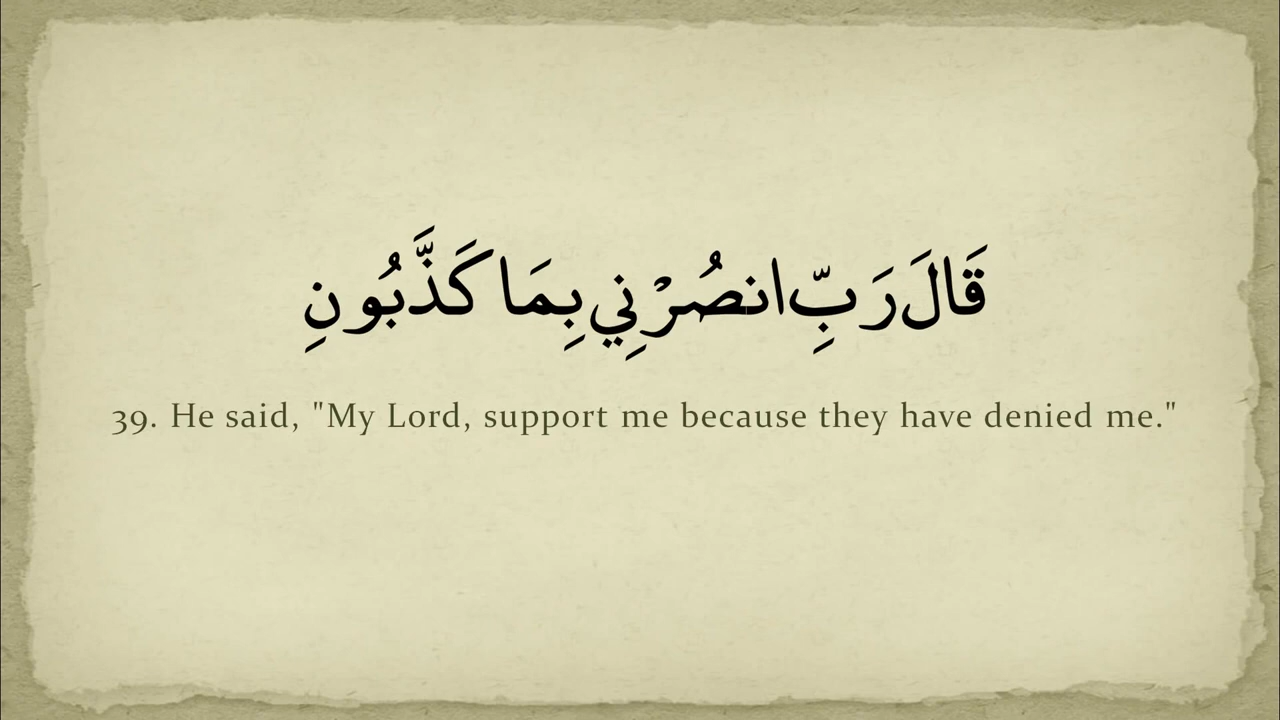 قَالَ رَبِّ انصُرْنِي بِمَا كَذَّبُونِ
39. He said, "My Lord, support me because they have denied me."